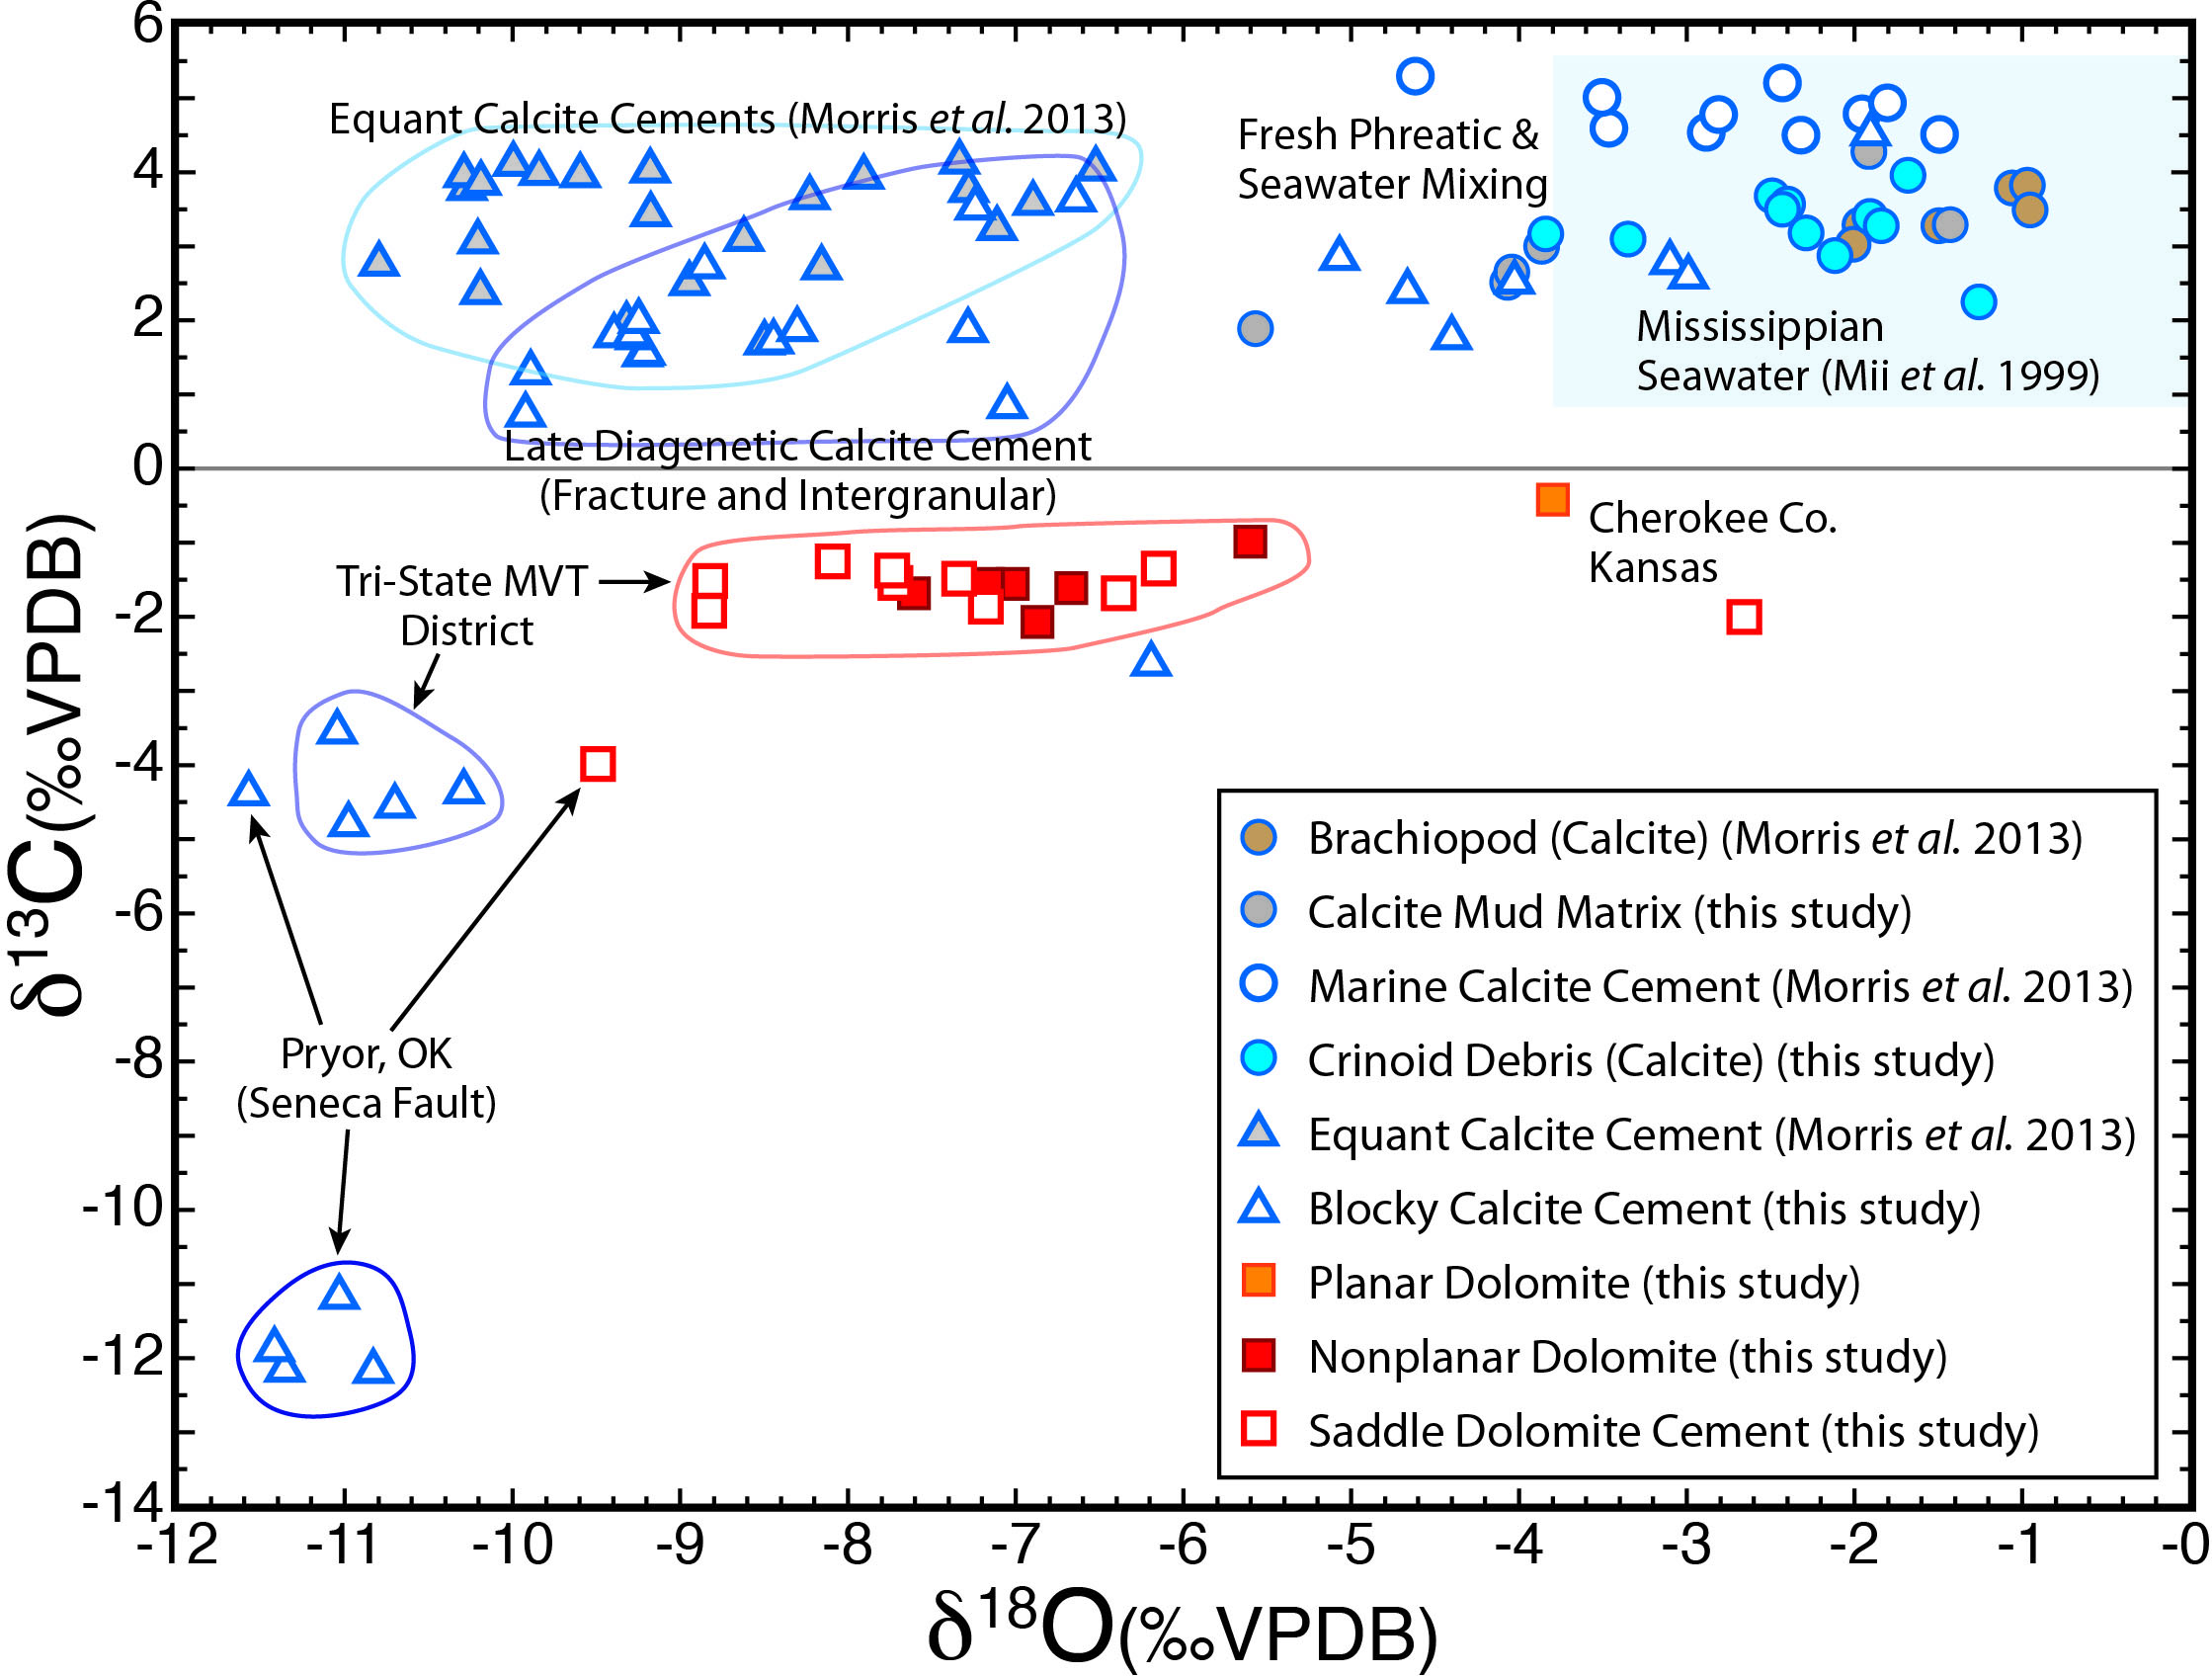 6
4
2
0
-2
-4
-6
-8
-10
-12
-14
δ13C(‰VPDB)
Equant Calcite Cements (Morris et al. 2013)
Fresh Phreatic &
Seawater Mixing
Mississippian
Seawater (Mii et al. 1999)
Late Diagenetic Calcite Cement
(Fracture and Intergranular)
Cherokee Co.
Kansas
Tri-State MVT
District
Pryor, OK
(Seneca Fault)
Brachiopod (Calcite) (Morris et al. 2013)
Calcite Mud Matrix (this study)
Marine Calcite Cement (Morris et al. 2013)
Crinoid Debris (Calcite) (this study)
Equant Calcite Cement (Morris et al. 2013)
Blocky Calcite Cement (this study)
Planar Dolomite (this study)
Nonplanar Dolomite (this study)
Saddle Dolomite Cement (this study)
-12 -11 -10 -9 -8 -7 -6 -5 -4 -3 -2 -1 -0
δ18O(‰VPDB)